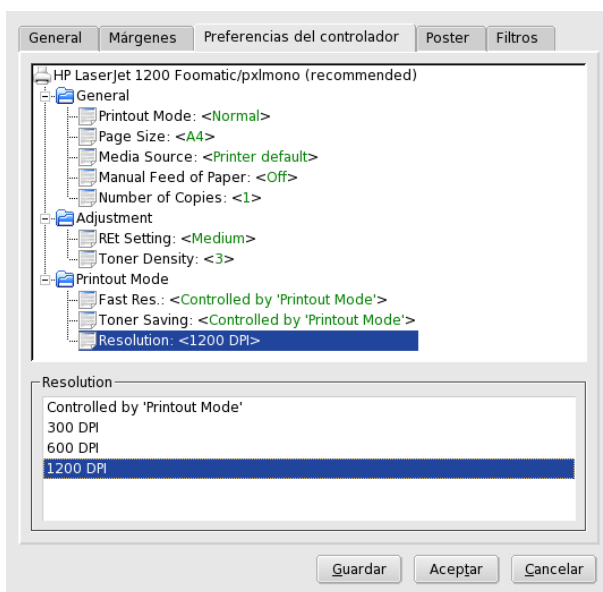 General Márgenes Preferencias del controlador Poster Filtros
HP LaserJet 1200 Foomatic/pxlmono (recommended)
General
Printout Mode: <Normal>
Page Size: <A4>
Media Source: <Printer default>
Manual Feed of Paper: <Off>
Number of Copies: <1>
Adjustment
REt Setting: <Medium>
Toner Density: <3>
Printout Mode
Fast Res.: <Controlled by 'Printout Mode'>
Toner Saving: <Controlled by 'Printout Mode'>
Resolution: <1200 DPI>
Resolution
Controlled by 'Printout Mode'
300 DPI
600 DPI
1200 DPI
Guardar Aceptar Cancelar